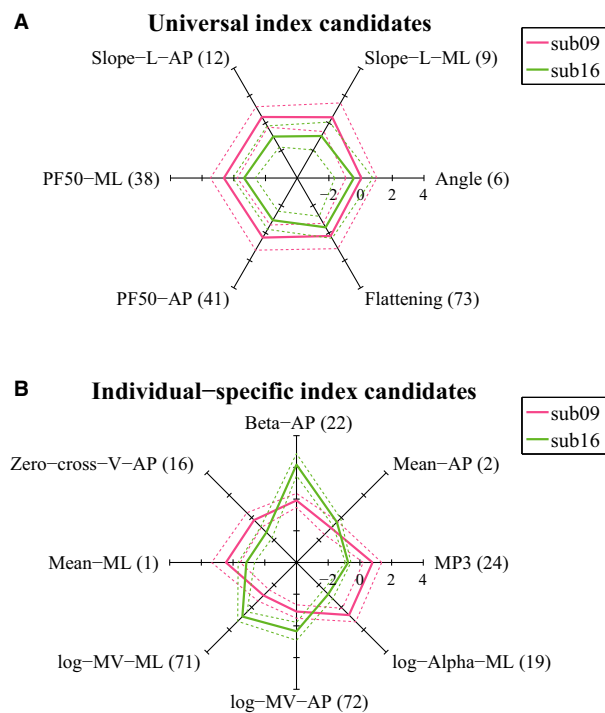 A
Universal index candidates
sub09
sub16
Slope−L−AP (12)
Slope−L−ML (9)
PF50−ML (38)
Angle (6)
−2 0 2 4
PF50−AP (41)
Flattening (73)
B
Individual−specific index candidates
sub09
sub16
Beta−AP (22)
Zero−cross−V−AP (16)
Mean−AP (2)
Mean−ML (1)
MP3 (24)
−2 0 2 4
log−MV−ML (71)
log−Alpha−ML (19)
log−MV−AP (72)